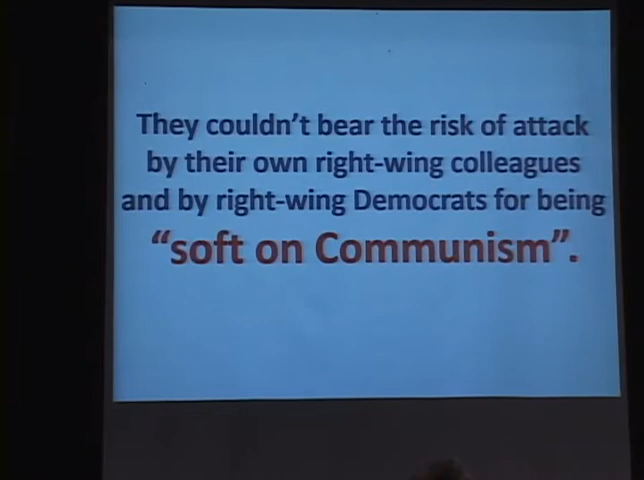 They couldn’t bear the risk of attack
by their own right-wing colleagues
and by right-wing Democrats for being
“soft on Communism”.